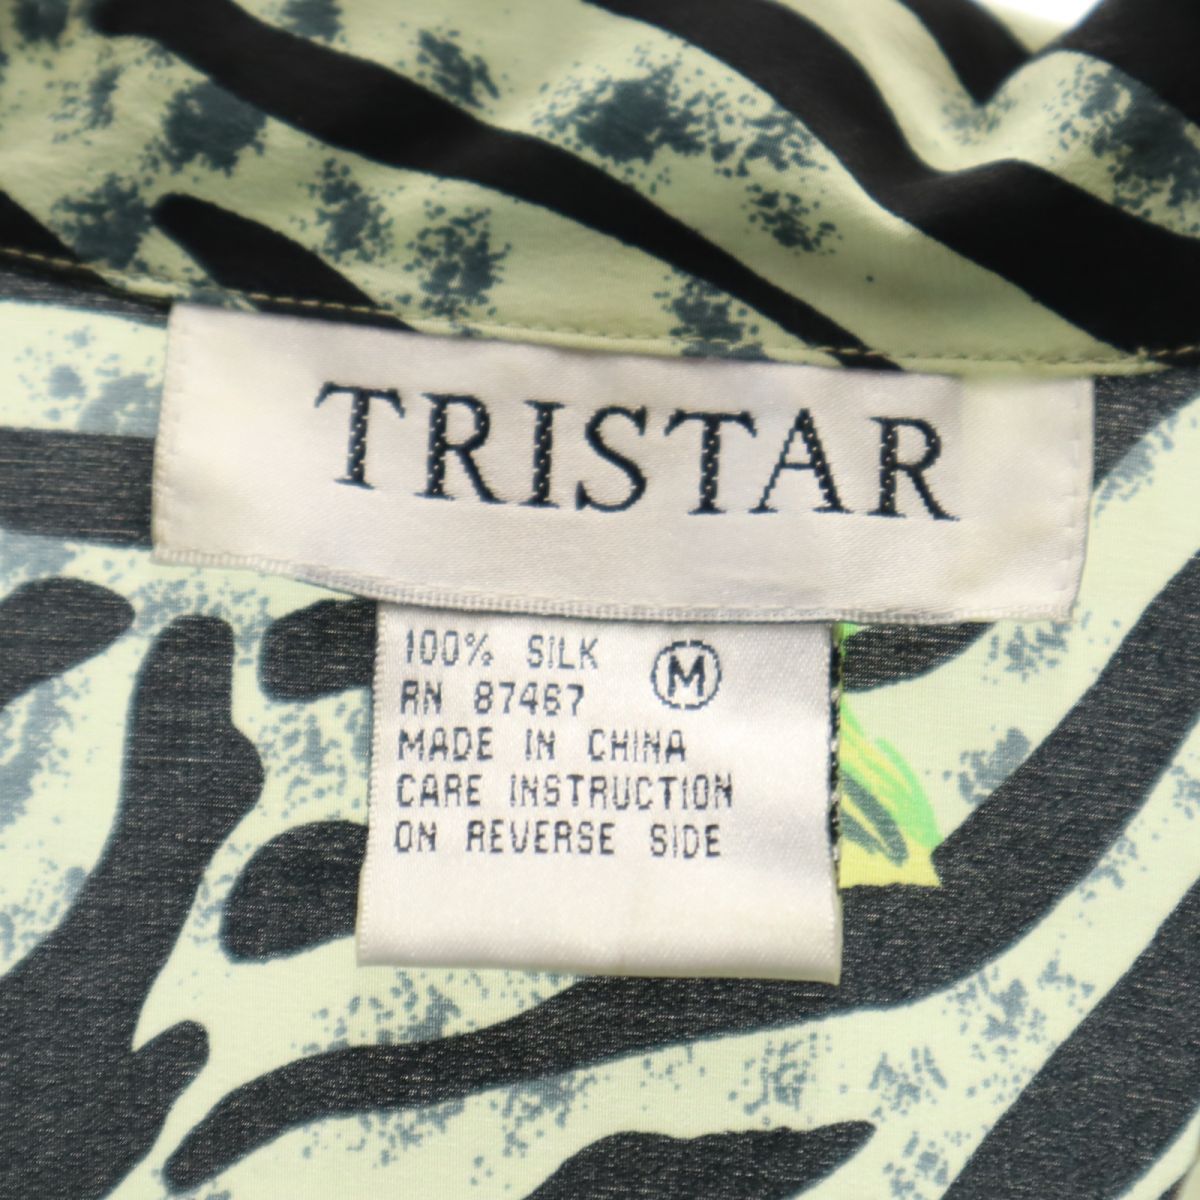 TRISTAR
100% SILK M
RN 87467
MADE IN CHINA
CARE INSTRUCTION
ON REVERSE SIDE